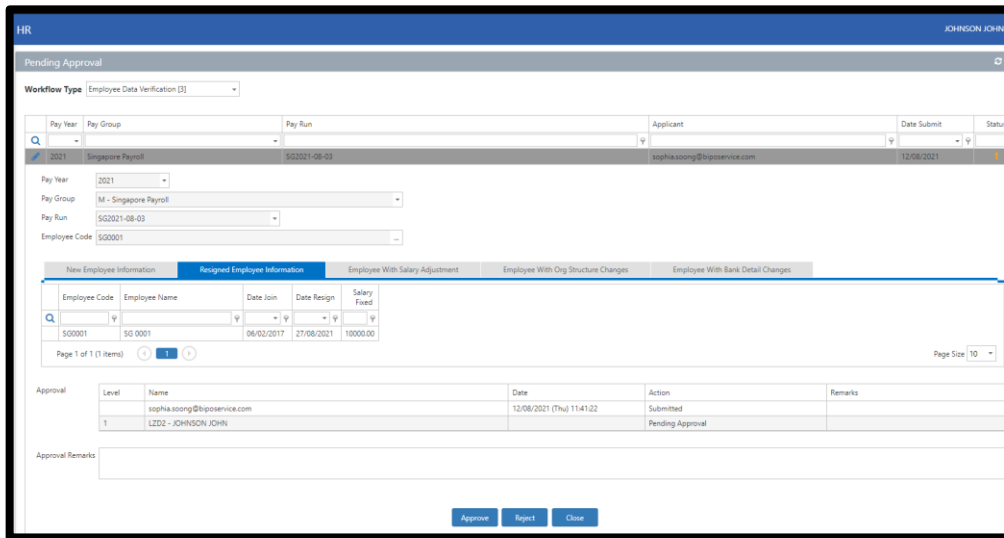 HR JOHNSON JOHN
Pending Approval
Workflow Type Employee Data Verification [3]
Pay Year Pay Group Pay Run Applicant Date Submit Status
2021 Singapore Payroll SG2021-08-03 sophia.soong@biposervice.com 12/08/2021
Pay Year 2021
Pay Group M - Singapore Payroll
Pay Run SG2021-08-03
Employee Code SG0001 ...
New Employee Information Resigned Employee Information Employee With Salary Adjustment Employee With Org Structure Changes Employee With Bank Detail Changes
Employee Code Employee Name Date Join Date Resign Salary Fixed
SG0001 SG 0001 06/02/2017 27/08/2021 10000.00
Page 1 of 1 (1 items) 1 Page Size 10
Approval Level Name Date Action Remarks
sophia.soong@biposervice.com 12/08/2021 (Thu) 11:41:22 Submitted
1 LZD2 - JOHNSON JOHN Pending Approval
Approval Remarks
Approve Reject Close